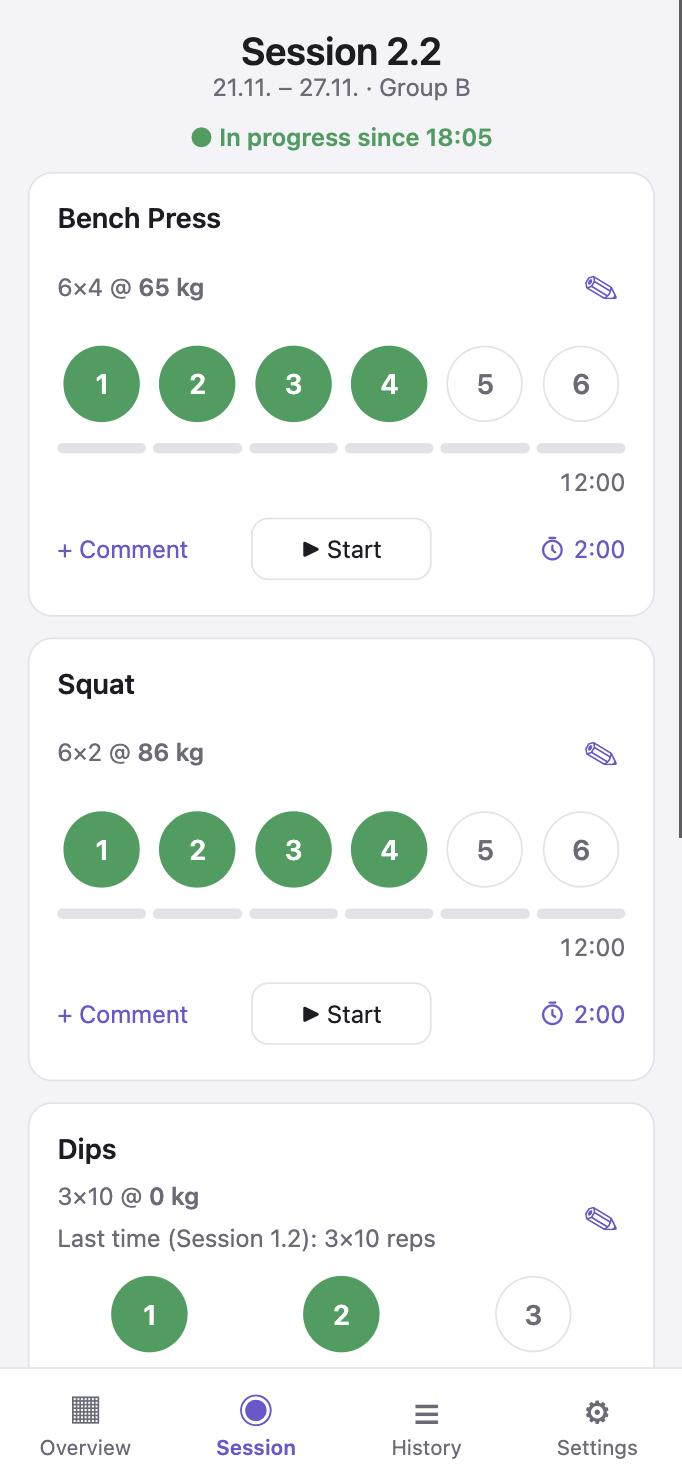 Session 2.2
21.11. – 27.11. · Group B
In progress since 18:05
Bench Press
6×4 @ 65 kg
1 2 3 4 5 6
12:00
+ Comment ▶ Start 2:00
Squat
6×2 @ 86 kg
1 2 3 4 5 6
12:00
+ Comment ▶ Start 2:00
Dips
3×10 @ 0 kg
Last time (Session 1.2): 3×10 reps
1 2 3
Overview Session History Settings